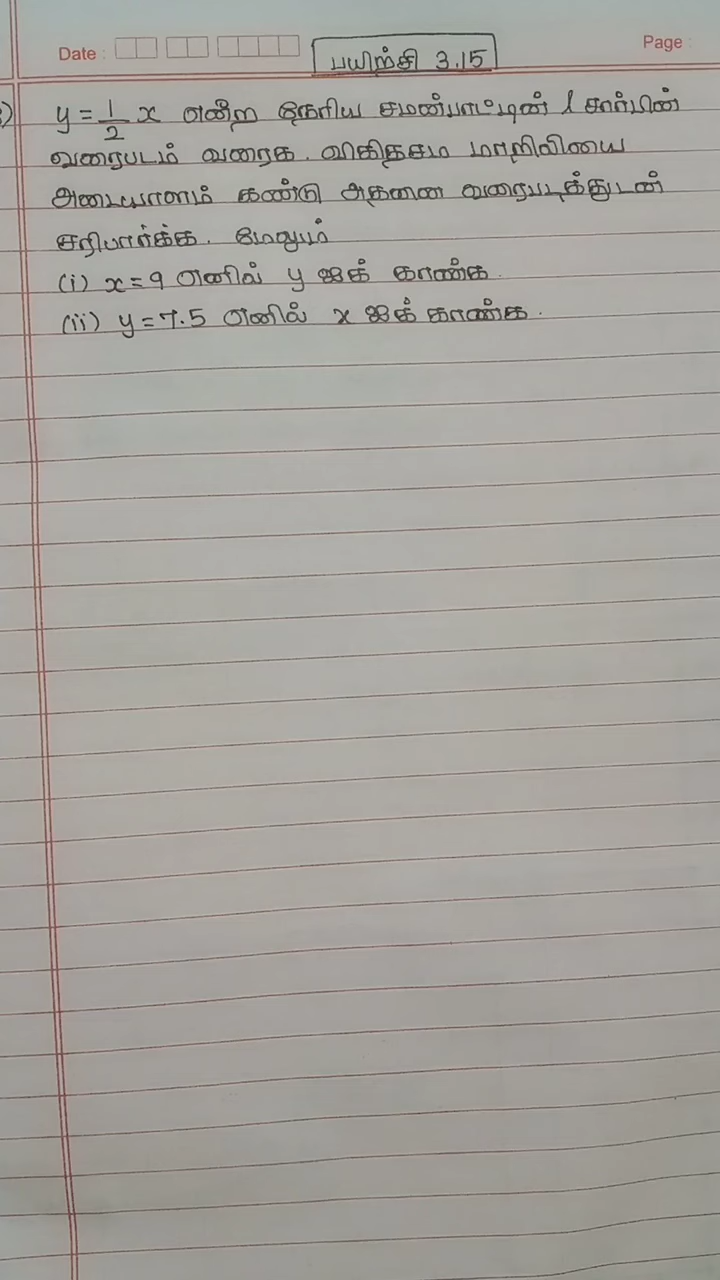 Date : Page :
பயிற்சி 3.15
y = 1/2 x என்ற நேரிய சமன்பாட்டின் / சார்பின்
வரைபடம் வரைக. விகிதசம மாறிலியை
அடையாளம் கண்டு அதனை வரைபடத்துடன்
சரிபார்க்க. மேலும்
(i) x = 9 எனில் y ஐக் காண்க.
(ii) y = 7.5 எனில் x ஐக் காண்க.